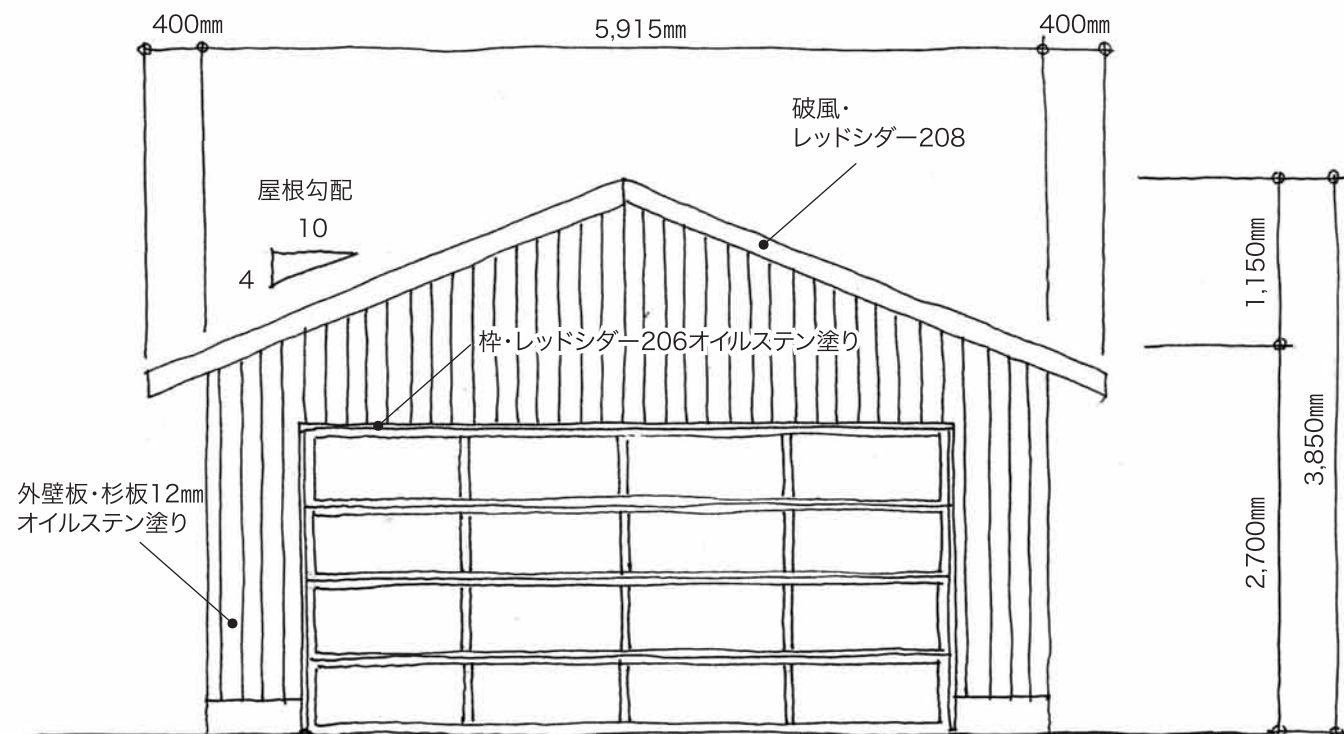 400㎜
5,915㎜
400㎜
破風・
レッドシダー208
屋根勾配
10
4
1,150㎜
枠・レッドシダー206オイルステン塗り
3,850㎜
外壁板・杉板12㎜
オイルステン塗り
2,700㎜